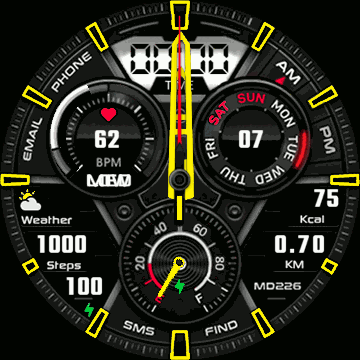 TIME
PHONE
EMAIL
AM
PM
62
BPM
SAT SUN MON TUE WED THU FRI
07
Weather
1000
Steps
100
75
Kcal
0.70
KM
MD226
20 40 60 80
E F
SMS
FIND